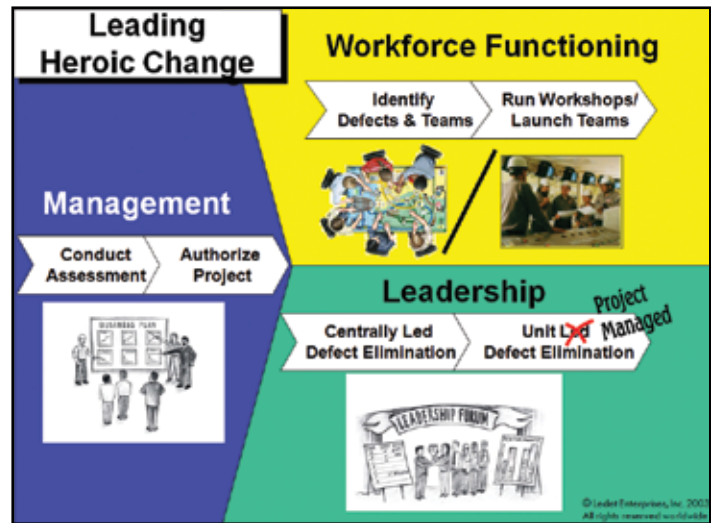 Leading
Heroic Change
Workforce Functioning
Identify
Defects & Teams
Run Workshops/
Launch Teams
Management
Conduct
Assessment
Authorize
Project
BUSINESS PLAN
Leadership
Centrally Led
Defect Elimination
Unit Led
Defect Elimination
Project
Managed
LEADERSHIP FORUM
© Ledet Enterprises, Inc. 2003
All rights reserved worldwide